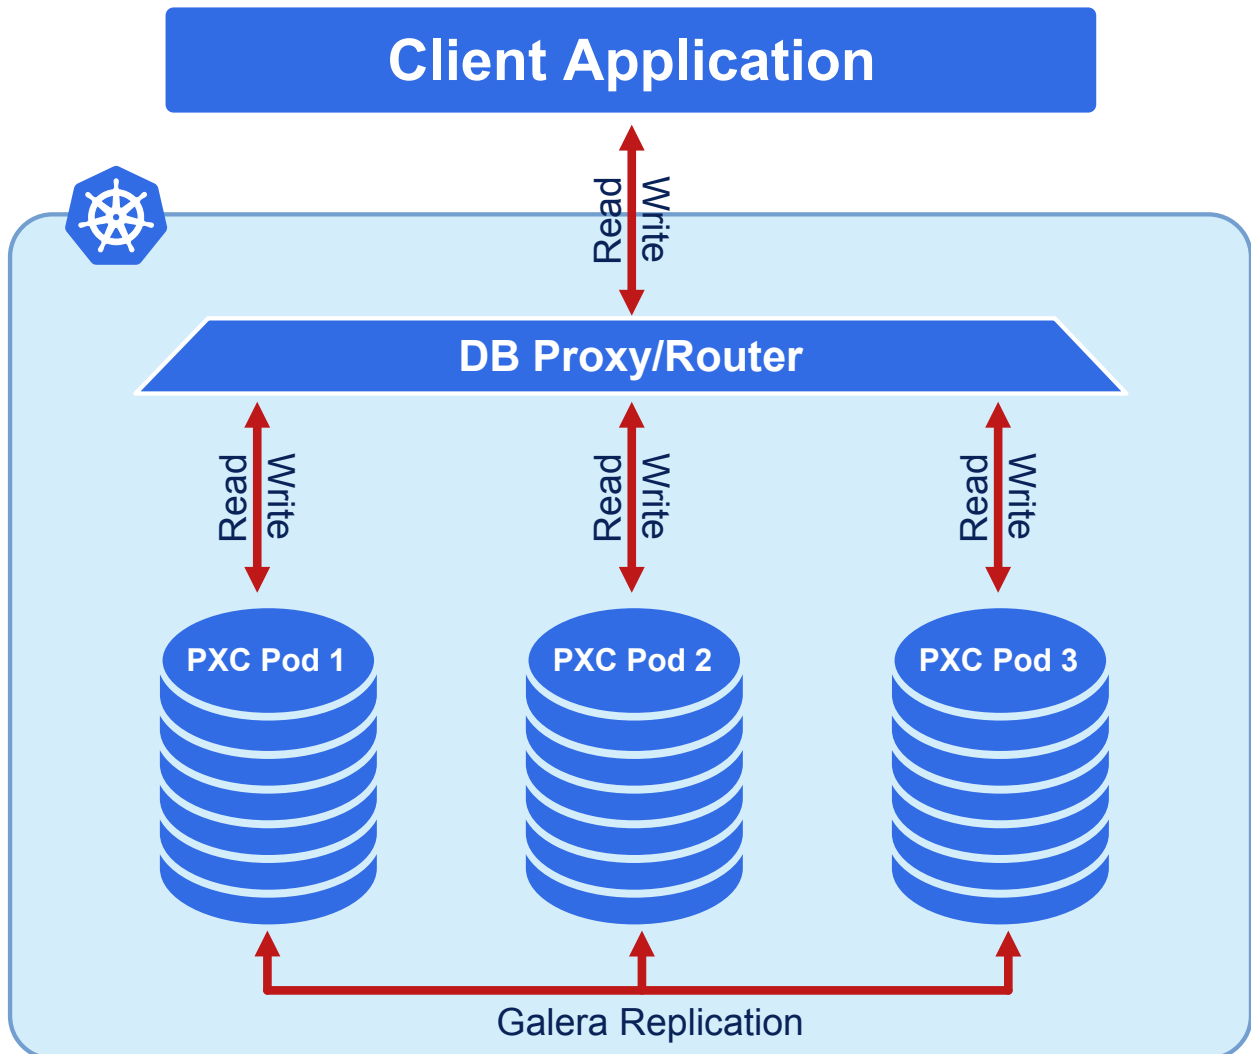 Client Application
Read
Write
DB Proxy/Router
Read
Write
Read
Write
Read
Write
PXC Pod 1
PXC Pod 2
PXC Pod 3
Galera Replication